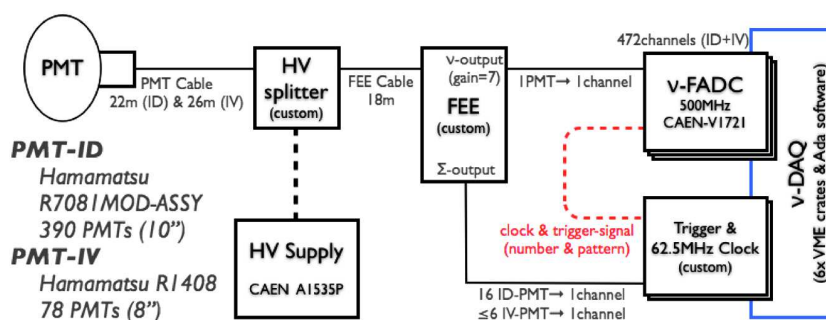 PMT
PMT Cable
22m (ID) & 26m (IV)
HV
splitter
(custom)
FEE Cable
18m
ν-output
(gain=7)
FEE
(custom)
Σ-output
1PMT→ 1channel
472channels (ID+IV)
ν-FADC
500MHz
CAEN-V1721
ν-DAQ
(6xVME crates & Ada software)
PMT-ID
Hamamatsu
R7081MOD-ASSY
390 PMTs (10”)
PMT-IV
Hamamatsu R1408
78 PMTs (8”)
HV Supply
CAEN A1535P
clock & trigger-signal
(number & pattern)
Trigger &
62.5MHz Clock
(custom)
16 ID-PMT→ 1channel
≤6 IV-PMT→ 1channel